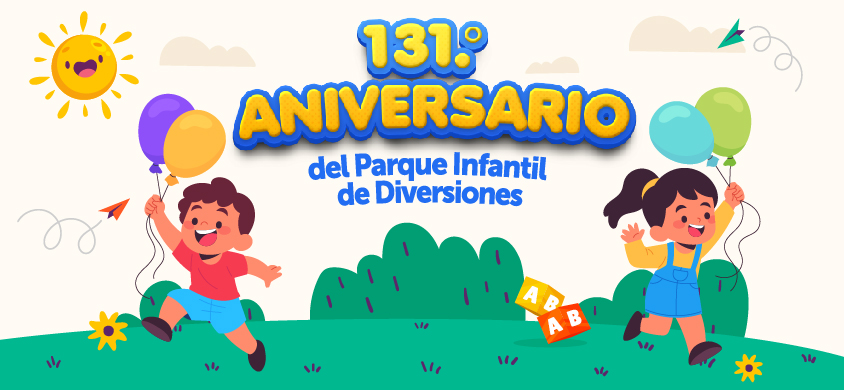 131.º
ANIVERSARIO
del Parque Infantil
de Diversiones
A B
A B